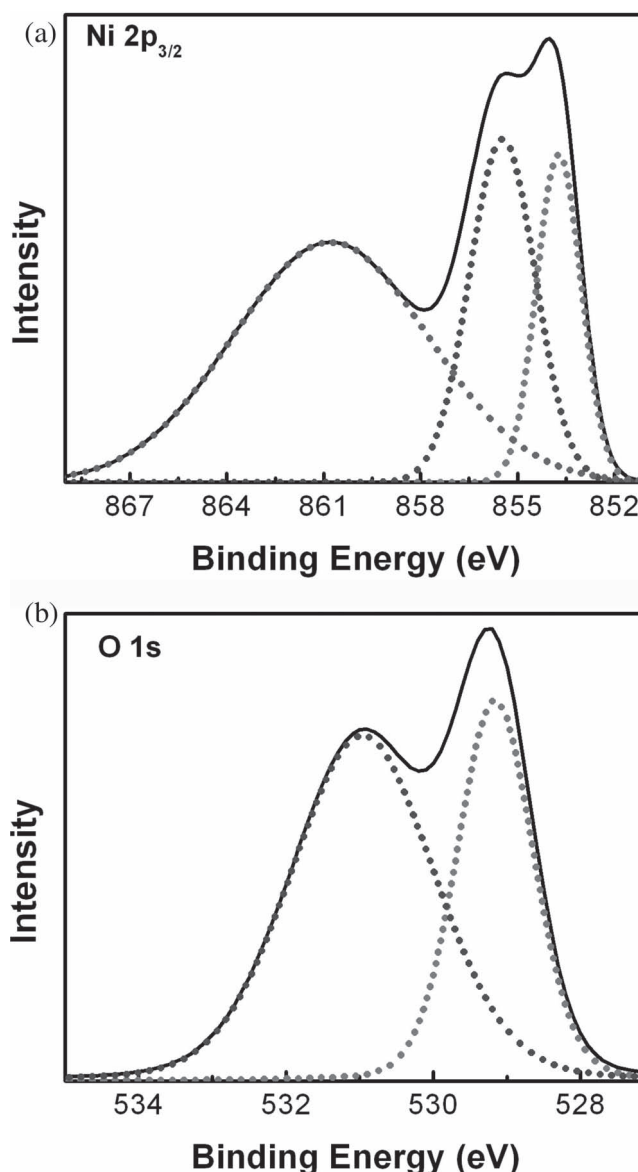 (a)
Ni 2p3/2
Intensity
867 864 861 858 855 852
Binding Energy (eV)
(b)
O 1s
Intensity
534 532 530 528
Binding Energy (eV)